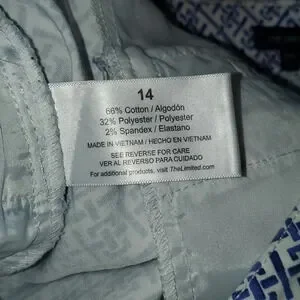 14
66% Cotton / Algodón
32% Polyester / Polyester
2% Spandex / Elastano
MADE IN VIETNAM / HECHO EN VIETNAM
SEE REVERSE FOR CARE
VER AL REVERSO PARA CUIDADO
For additional products, visit TheLimited.com